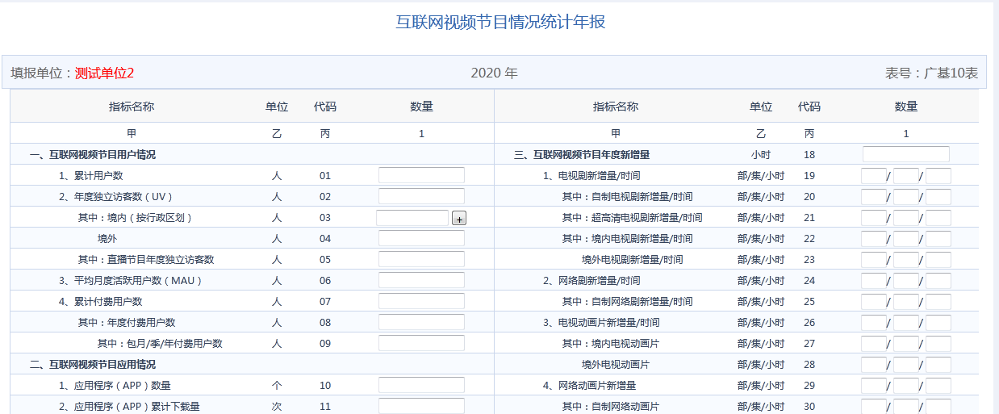 互联网视频节目情况统计年报
填报单位：测试单位2 2020 年 表号：广基10表
指标名称 单位 代码 数量 指标名称 单位 代码 数量
甲 乙 丙 1 甲 乙 丙 1
一、互联网视频节目用户情况 三、互联网视频节目年度新增量 小时 18
1、累计用户数 人 01 1、电视剧新增量/时间 部/集/小时 19 / /
2、年度独立访客数（UV） 人 02 其中：自制电视剧新增量/时间 部/集/小时 20 / /
其中：境内（按行政区划） 人 03 + 其中：超高清电视剧新增量/时间 部/集/小时 21 / /
境外 人 04 其中：境内电视剧新增量/时间 部/集/小时 22 / /
其中：直播节目年度独立访客数 人 05 境外电视剧新增量/时间 部/集/小时 23 / /
3、平均月度活跃用户数（MAU） 人 06 2、网络剧新增量/时间 部/集/小时 24 / /
4、累计付费用户数 人 07 其中：自制网络剧新增量/时间 部/集/小时 25 / /
其中：年度付费用户数 人 08 3、电视动画片新增量/时间 部/集/小时 26 / /
其中：包月/季/年付费用户数 人 09 其中：境内电视动画片 部/集/小时 27 / /
二、互联网视频节目应用情况 境外电视动画片 部/集/小时 28 / /
1、应用程序（APP）数量 个 10 4、网络动画片新增量 部/集/小时 29 / /
2、应用程序（APP）累计下载量 次 11 其中：自制网络动画片 部/集/小时 30 / /